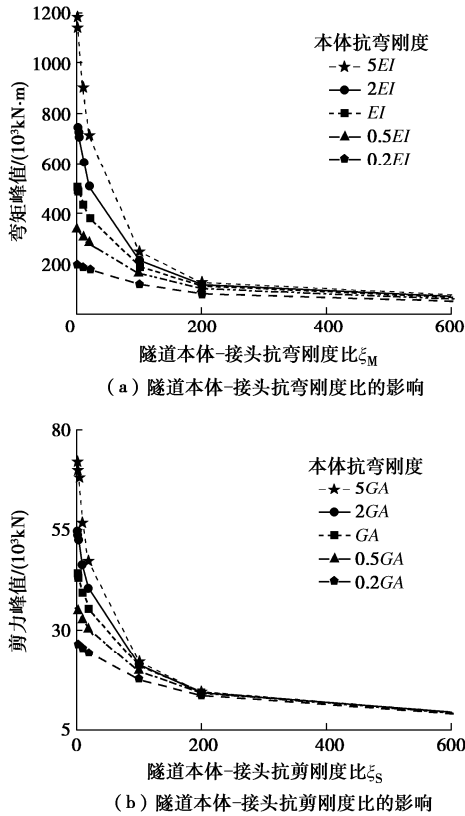 1200
1000
800
600
400
200
0
200
400
600
弯矩峰值/(10³kN·m)
本体抗弯刚度
5EI
2EI
EI
0.5EI
0.2EI
隧道本体-接头抗弯刚度比ξM
(a)隧道本体-接头抗弯刚度比的影响
80
55
30
5
0
200
400
600
剪力峰值/(10³kN)
本体抗弯刚度
5GA
2GA
GA
0.5GA
0.2GA
隧道本体-接头抗剪刚度比ξS
(b)隧道本体-接头抗剪刚度比的影响